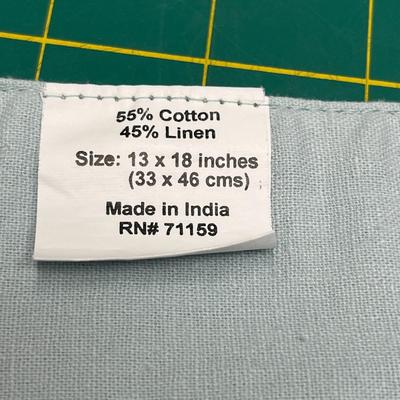 55% Cotton
45% Linen
Size: 13 x 18 inches
(33 x 46 cms)
Made in India
RN# 71159